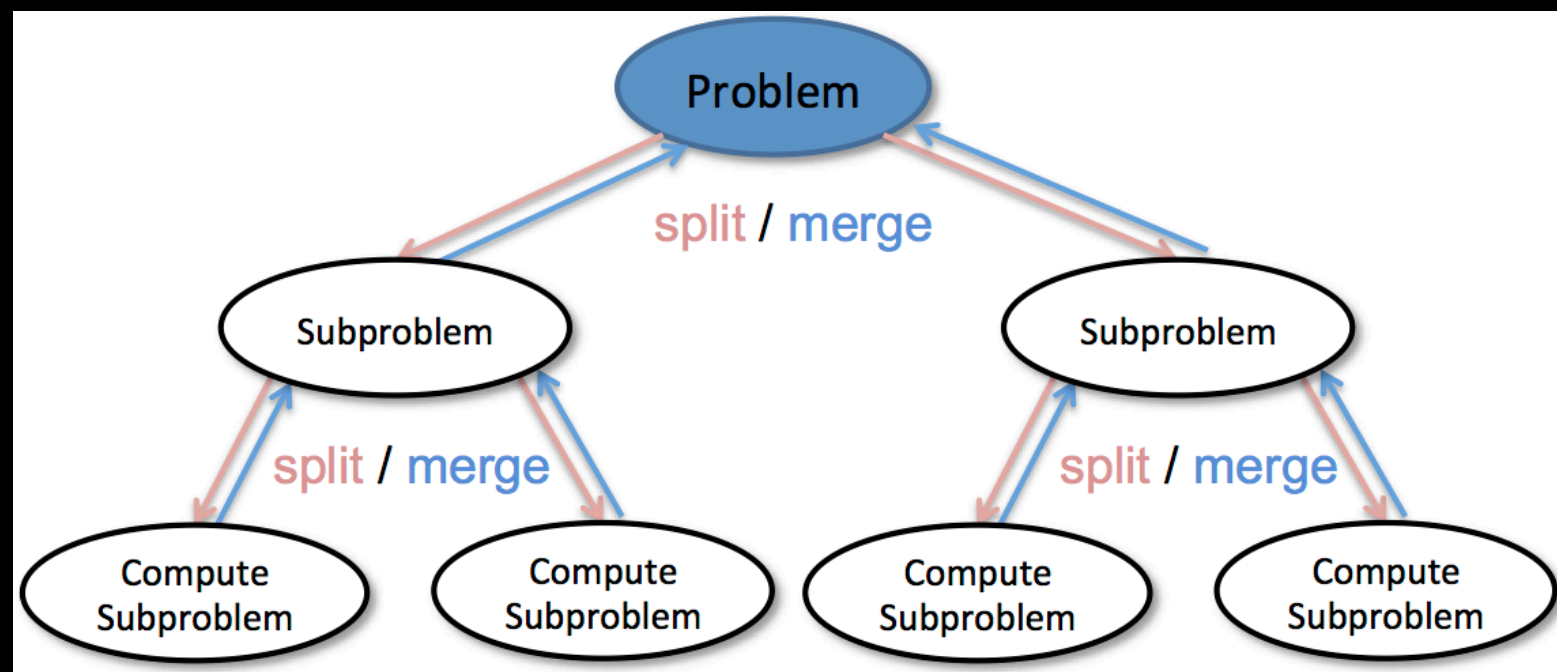 Problem
split / merge
Subproblem
Subproblem
split / merge
split / merge
Compute
Subproblem
Compute
Subproblem
Compute
Subproblem
Compute
Subproblem